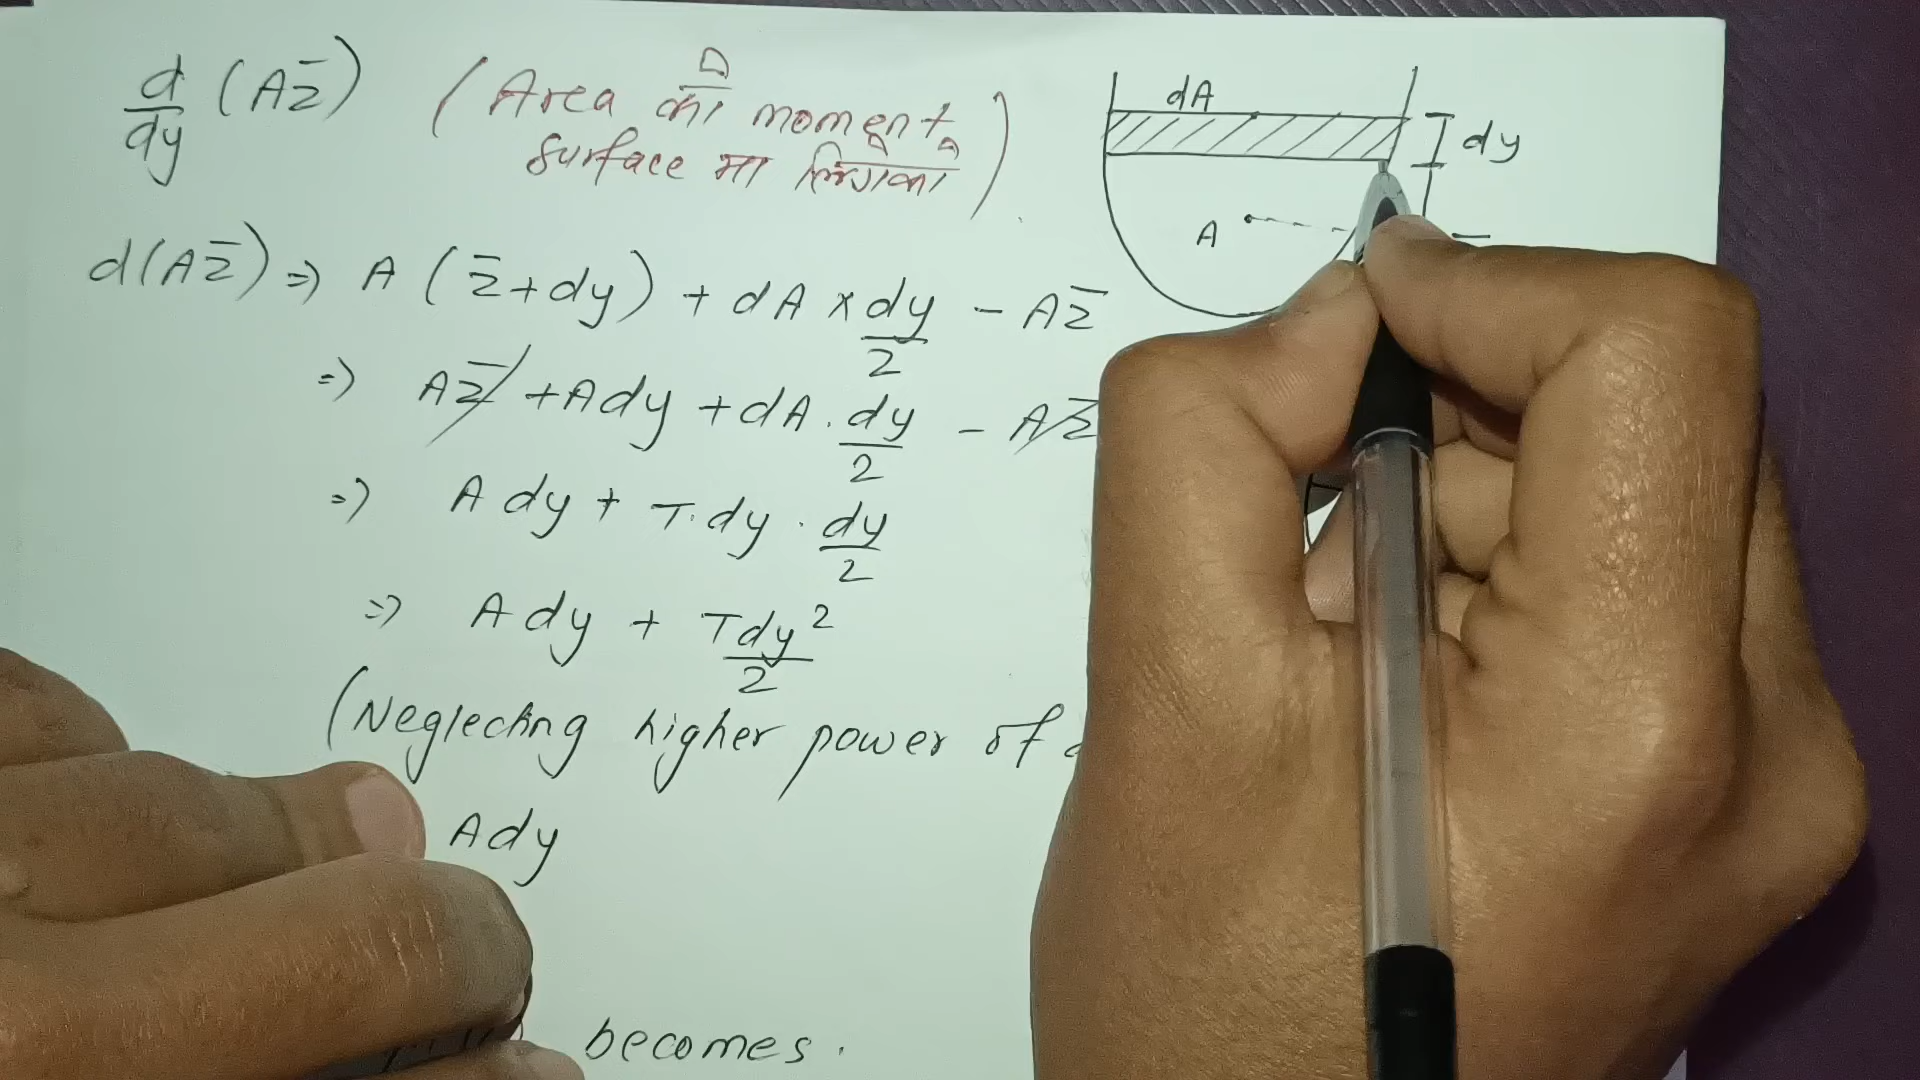 d/dy (Az̄) (Area को moment
surface मा निकालेको)
dA
dy
A
d(Az̄) => A (z̄+dy) + dA x dy/2 - Az̄
=> Az̄ + Ady + dA . dy/2 - Az̄
=> A dy + T.dy . dy/2
=> A dy + Tdy²/2
(Neglecting higher power of
Ady
becomes.